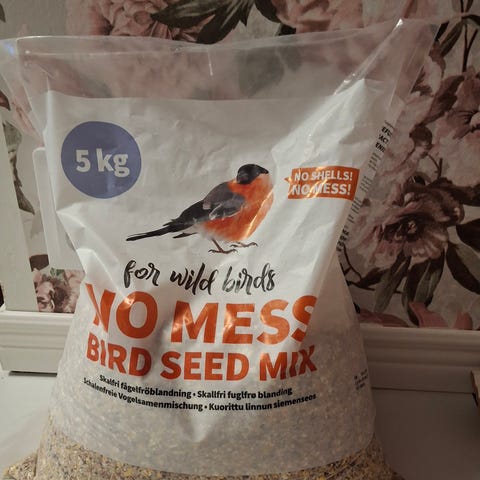 5 kg
NO SHELLS!
NO MESS!
for wild birds
NO MESS
BIRD SEED MIX
Skalfri fågelfröblandning • Skallfri fuglfrø blanding
Schalenfreie Vogelsamenmischung • Kuorittu linnun siemenseos